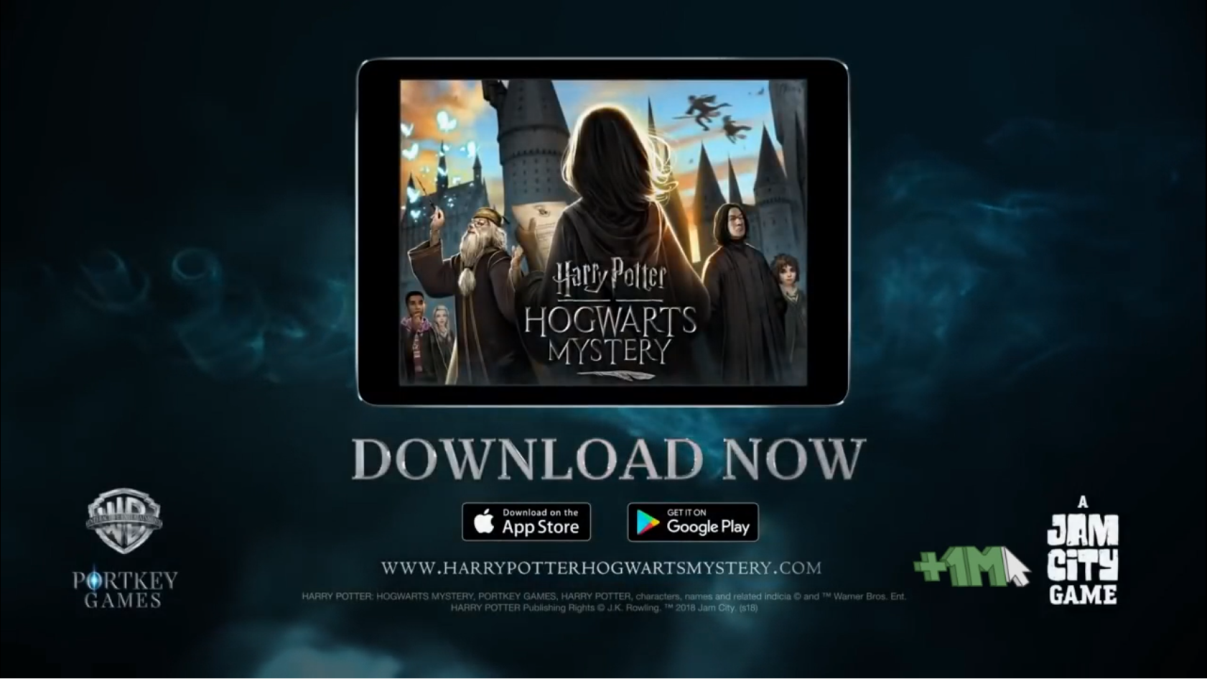 Harry Potter
HOGWARTS
MYSTERY
DOWNLOAD NOW
Download on the
App Store
GET IT ON
Google Play
WWW.HARRYPOTTERHOGWARTSMYSTERY.COM
HARRY POTTER: HOGWARTS MYSTERY, PORTKEY GAMES, HARRY POTTER, characters, names and related indicia © and ™ Warner Bros. Ent.
HARRY POTTER Publishing Rights © J.K. Rowling. ™ 2018 Jam City. (s18)
WB
PORTKEY
GAMES
+1M
A
JAM
CITY
GAME